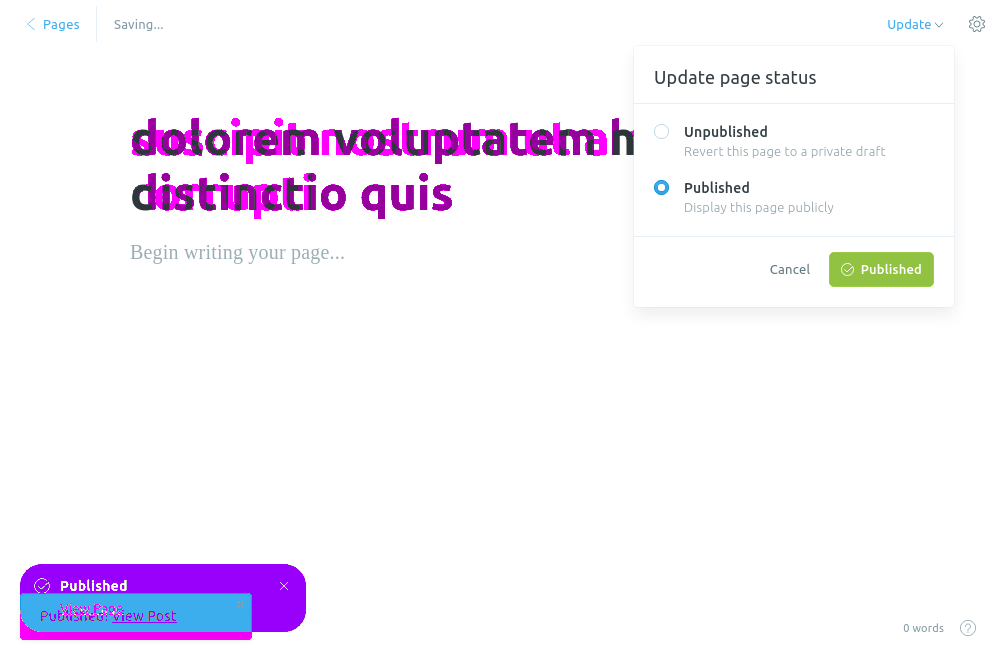 Pages
Saving...
Update
Update page status
Unpublished
Revert this page to a private draft
Published
Display this page publicly
Cancel
Published
dolorem voluptatem
distinctio quis
Begin writing your page...
Published
View Page
Published! View Post
0 words
?